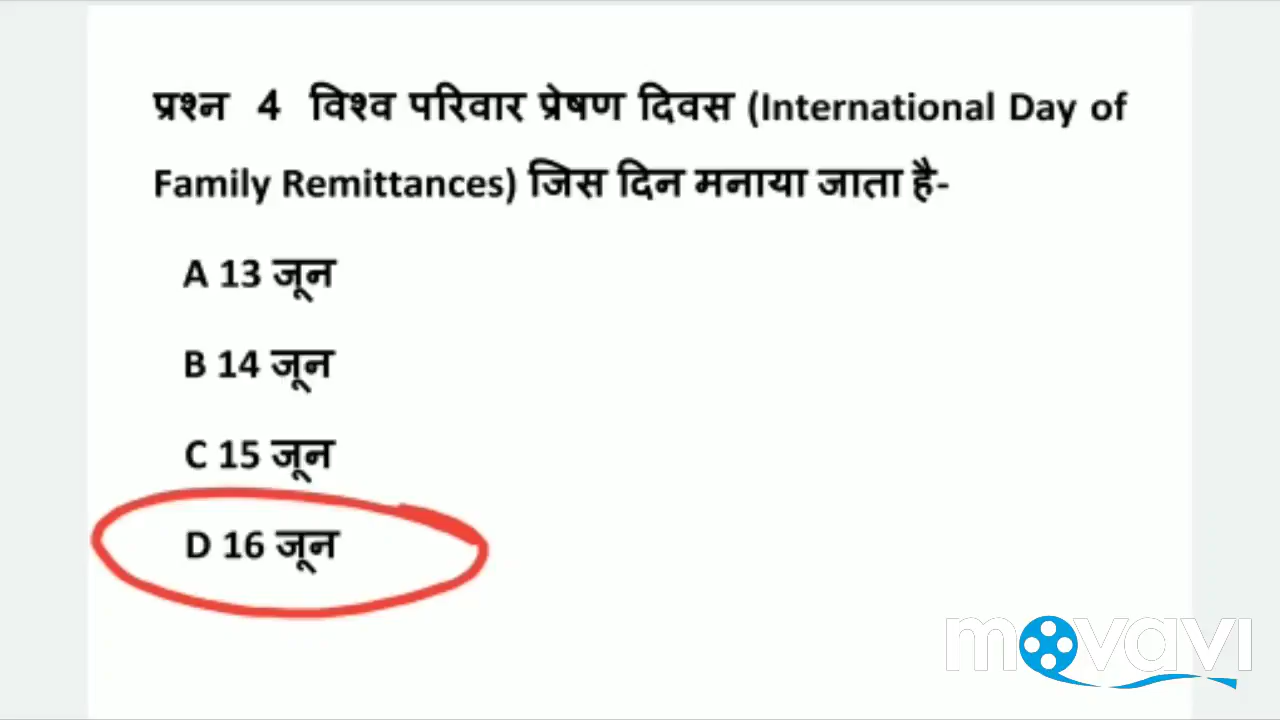 प्रश्न 4 विश्व परिवार प्रेषण दिवस (International Day of
Family Remittances) जिस दिन मनाया जाता है-
A 13 जून
B 14 जून
C 15 जून
D 16 जून
movavi